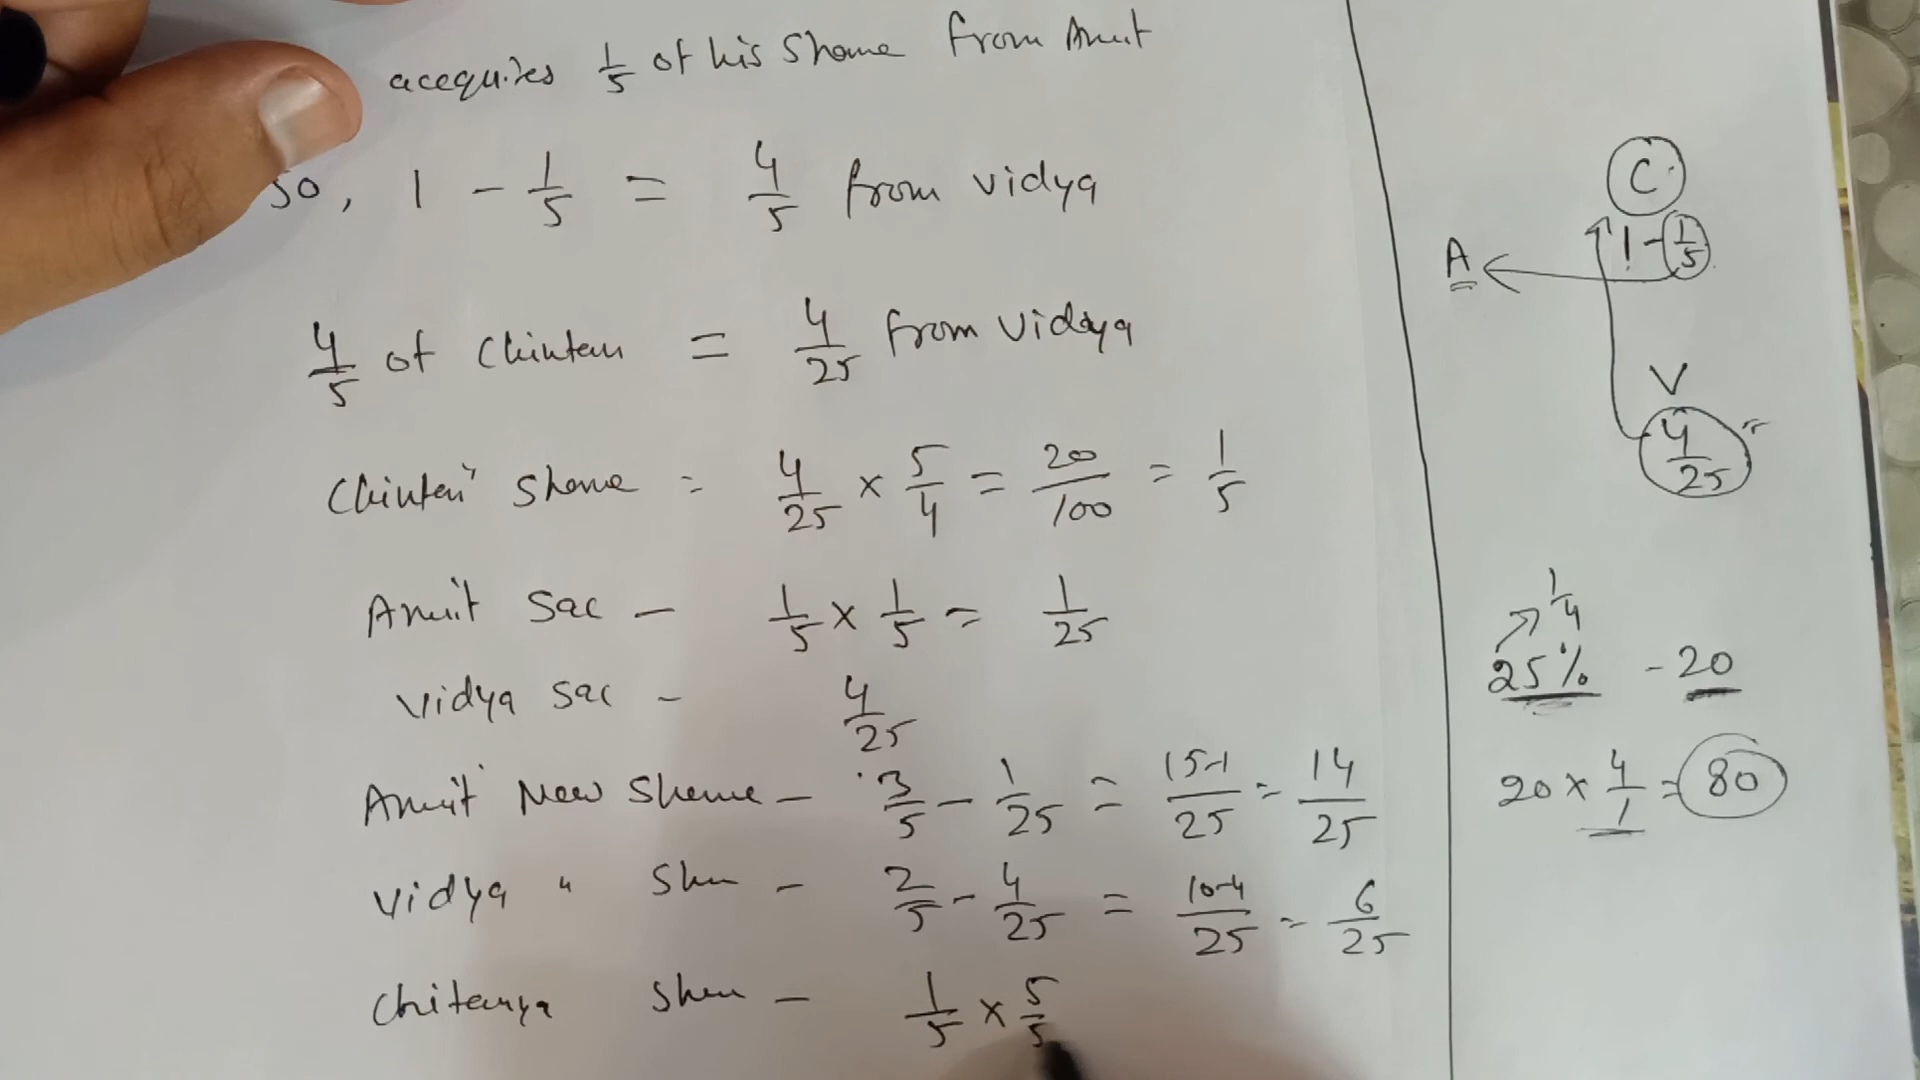 acequires 1/5 of his Share from Amit
So, 1 - 1/5 = 4/5 from vidya
4/5 of Chintan = 4/25 from Vidya
Chintan' Share = 4/25 × 5/4 = 20/100 = 1/5
Amit Sac - 1/5 × 1/5 = 1/25
Vidya Sac - 4/25
Amit New Share - 3/5 - 1/25 = 15-1/25 = 14/25
Vidya " Sha - 2/5 - 4/25 = 10-4/25 = 6/25
Chitanya Sha - 1/5 × 5/5
C
1 - 1/5
A
V
4/25
1/4
25% - 20
20 × 4/1 = 80